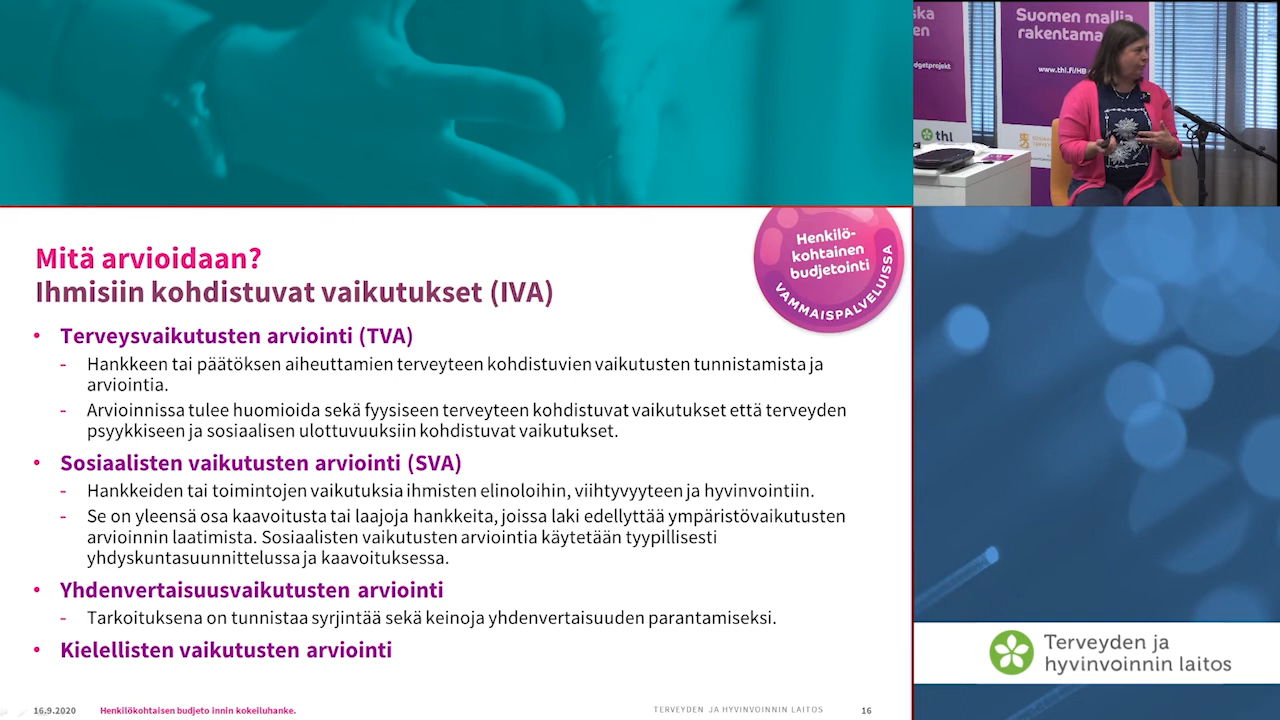 ska
en
dgetprojekt
thl
Suomen mallia
rakentama
www.thl.fi/HB
Henkilö-
kohtainen
budjetointi
VAMMAISPALVELUISSA
Mitä arvioidaan?
Ihmisiin kohdistuvat vaikutukset (IVA)
• Terveysvaikutusten arviointi (TVA)
- Hankkeen tai päätöksen aiheuttamien terveyteen kohdistuvien vaikutusten tunnistamista ja
arviointia.
- Arvioinnissa tulee huomioida sekä fyysiseen terveyteen kohdistuvat vaikutukset että terveyden
psyykkiseen ja sosiaalisen ulottuvuuksiin kohdistuvat vaikutukset.
• Sosiaalisten vaikutusten arviointi (SVA)
- Hankkeiden tai toimintojen vaikutuksia ihmisten elinoloihin, viihtyvyyteen ja hyvinvointiin.
- Se on yleensä osa kaavoitusta tai laajoja hankkeita, joissa laki edellyttää ympäristövaikutusten
arvioinnin laatimista. Sosiaalisten vaikutusten arviointia käytetään tyypillisesti
yhdyskuntasuunnittelussa ja kaavoituksessa.
• Yhdenvertaisuusvaikutusten arviointi
- Tarkoituksena on tunnistaa syrjintää sekä keinoja yhdenvertaisuuden parantamiseksi.
• Kielellisten vaikutusten arviointi
16.9.2020 Henkilökohtaisen budjeto innin kokeiluhanke. TERVEYDEN JA HYVINVOINNIN LAITOS 16
Terveyden ja
hyvinvoinnin laitos